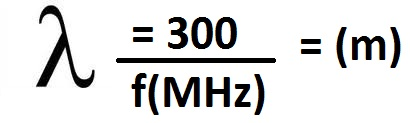 λ = 300 = (m)
f(MHz)